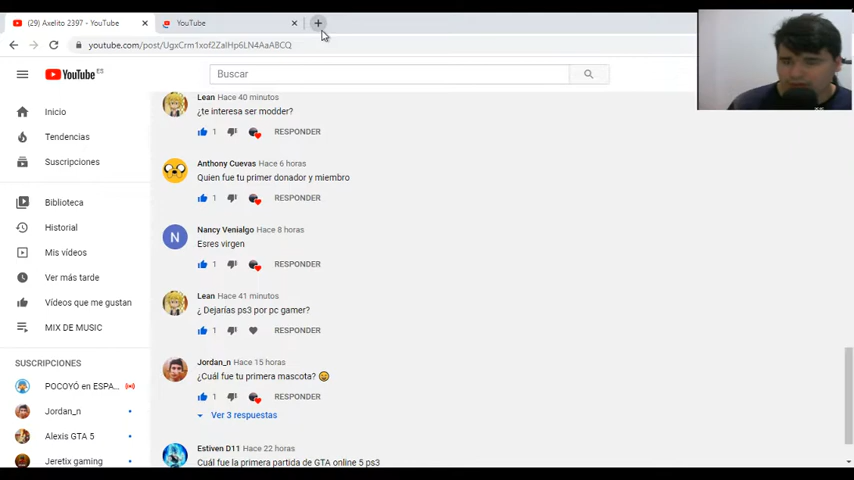 (29) Axelito 2397 - YouTube
YouTube
youtube.com/post/UgxCrm1xof2ZaIHp6LN4AaABCQ
YouTube ES
Buscar
Inicio
Tendencias
Suscripciones
Biblioteca
Historial
Mis vídeos
Ver más tarde
Vídeos que me gustan
MIX DE MUSIC
SUSCRIPCIONES
POCOYÓ en ESPA...
Jordan_n
Alexis GTA 5
Jeretix gaming
Lean Hace 40 minutos
¿te interesa ser modder?
1 RESPONDER
Anthony Cuevas Hace 6 horas
Quien fue tu primer donador y miembro
1 RESPONDER
N
Nancy Venialgo Hace 8 horas
Esres virgen
1 RESPONDER
Lean Hace 41 minutos
¿ Dejarías ps3 por pc gamer?
1 RESPONDER
Jordan_n Hace 15 horas
¿Cuál fue tu primera mascota? 😄
1 RESPONDER
Ver 3 respuestas
Estiven D11 Hace 22 horas
Cuál fue la primera partida de GTA online 5 ps3